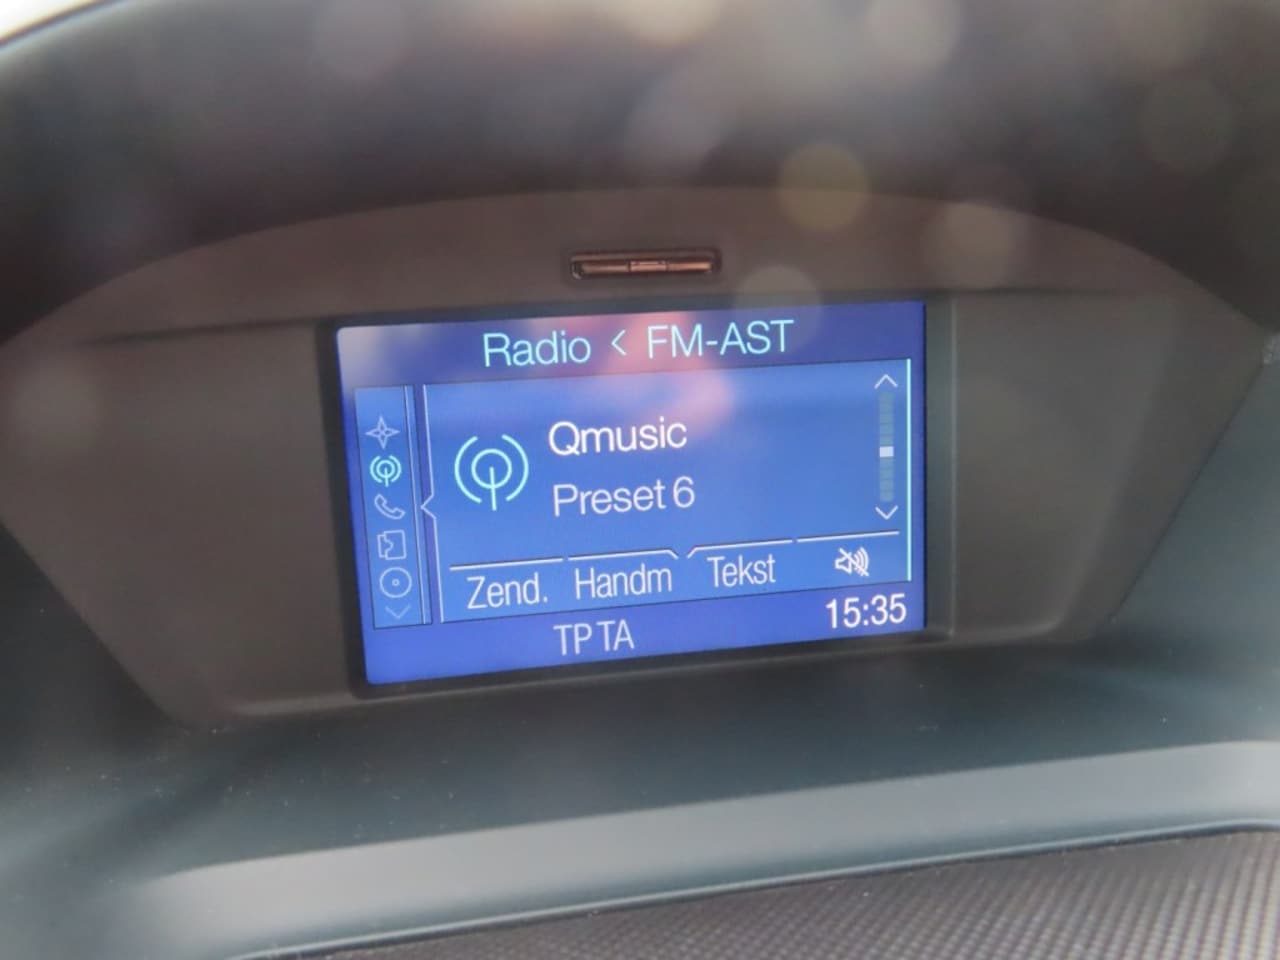 Radio < FM-AST
Qmusic
Preset 6
Zend. Handm Tekst
TP TA 15:35